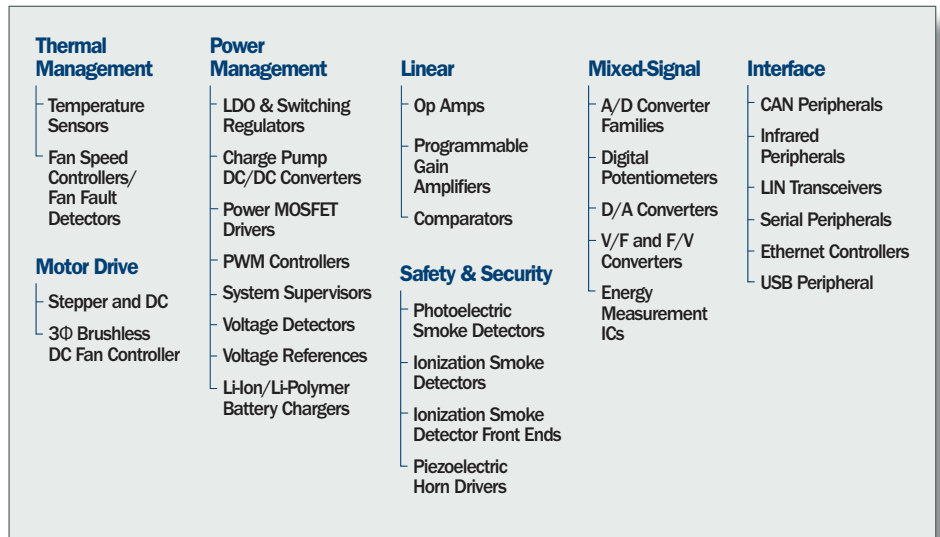 Thermal
Management
Temperature
Sensors
Fan Speed
Controllers/
Fan Fault
Detectors
Motor Drive
Stepper and DC
3Φ Brushless
DC Fan Controller
Power
Management
LDO & Switching
Regulators
Charge Pump
DC/DC Converters
Power MOSFET
Drivers
PWM Controllers
System Supervisors
Voltage Detectors
Voltage References
Li-Ion/Li-Polymer
Battery Chargers
Linear
Op Amps
Programmable
Gain
Amplifiers
Comparators
Safety & Security
Photoelectric
Smoke Detectors
Ionization Smoke
Detectors
Ionization Smoke
Detector Front Ends
Piezoelectric
Horn Drivers
Mixed-Signal
A/D Converter
Families
Digital
Potentiometers
D/A Converters
V/F and F/V
Converters
Energy
Measurement
ICs
Interface
CAN Peripherals
Infrared
Peripherals
LIN Transceivers
Serial Peripherals
Ethernet Controllers
USB Peripheral